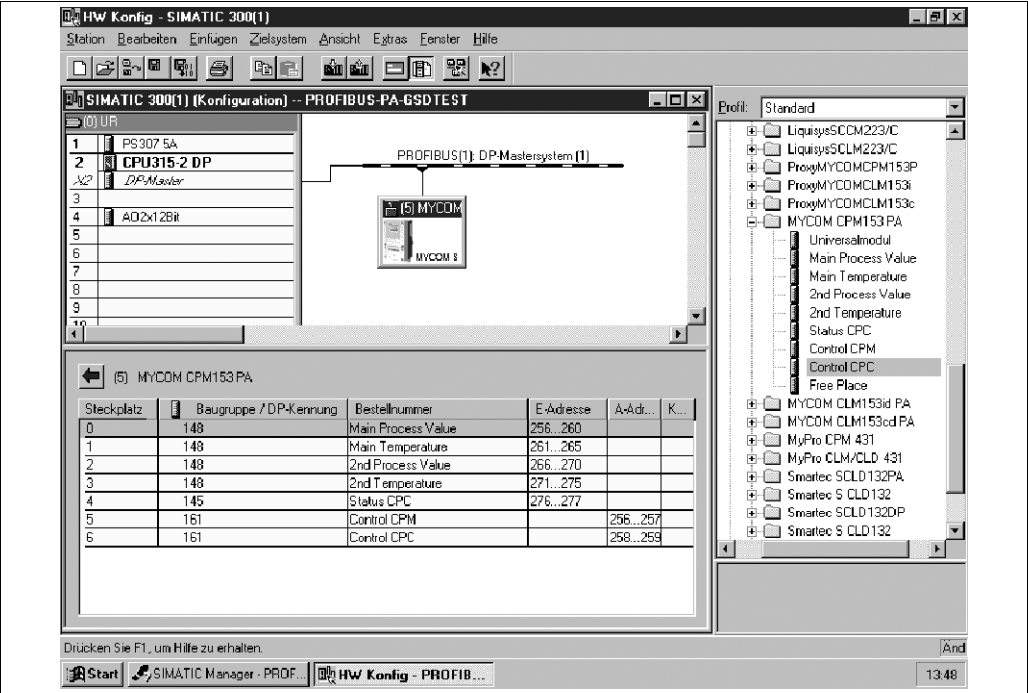 HW Konfig - SIMATIC 300(1)
Station Bearbeiten Einfügen Zielsystem Ansicht Extras Fenster Hilfe
SIMATIC 300(1) (Konfiguration) -- PROFIBUS-PA-GSDTEST
(0) UR
1 PS307 5A
2 CPU315-2 DP
X2 DP-Master
3
4 AO2x12Bit
5
6
7
8
9
10
PROFIBUS(1): DP-Mastersystem (1)
(5) MYCOM
MYCOM S
(5) MYCOM CPM153 PA
Steckplatz Baugruppe / DP-Kennung Bestellnummer E-Adresse A-Adr... K...
0 148 Main Process Value 256...260
1 148 Main Temperature 261...265
2 148 2nd Process Value 266...270
3 148 2nd Temperature 271...275
4 145 Status CPC 276...277
5 161 Control CPM 256...257
6 161 Control CPC 258...259
Profil: Standard
LiquisysSCCM223/C
LiquisysSCLM223/C
ProxyMYCOMCPM153P
ProxyMYCOMCLM153i
ProxyMYCOMCLM153c
MYCOM CPM153 PA
Universalmodul
Main Process Value
Main Temperature
2nd Process Value
2nd Temperature
Status CPC
Control CPM
Control CPC
Free Place
MYCOM CLM153id PA
MYCOM CLM153cd PA
MyPro CPM 431
MyPro CLM/CLD 431
Smartec SCLD132PA
Smartec S CLD132
Smartec SCLD132DP
Smartec S CLD132
Drücken Sie F1, um Hilfe zu erhalten.
Änd
Start SIMATIC Manager - PROF... HW Konfig - PROFIB... 13:48